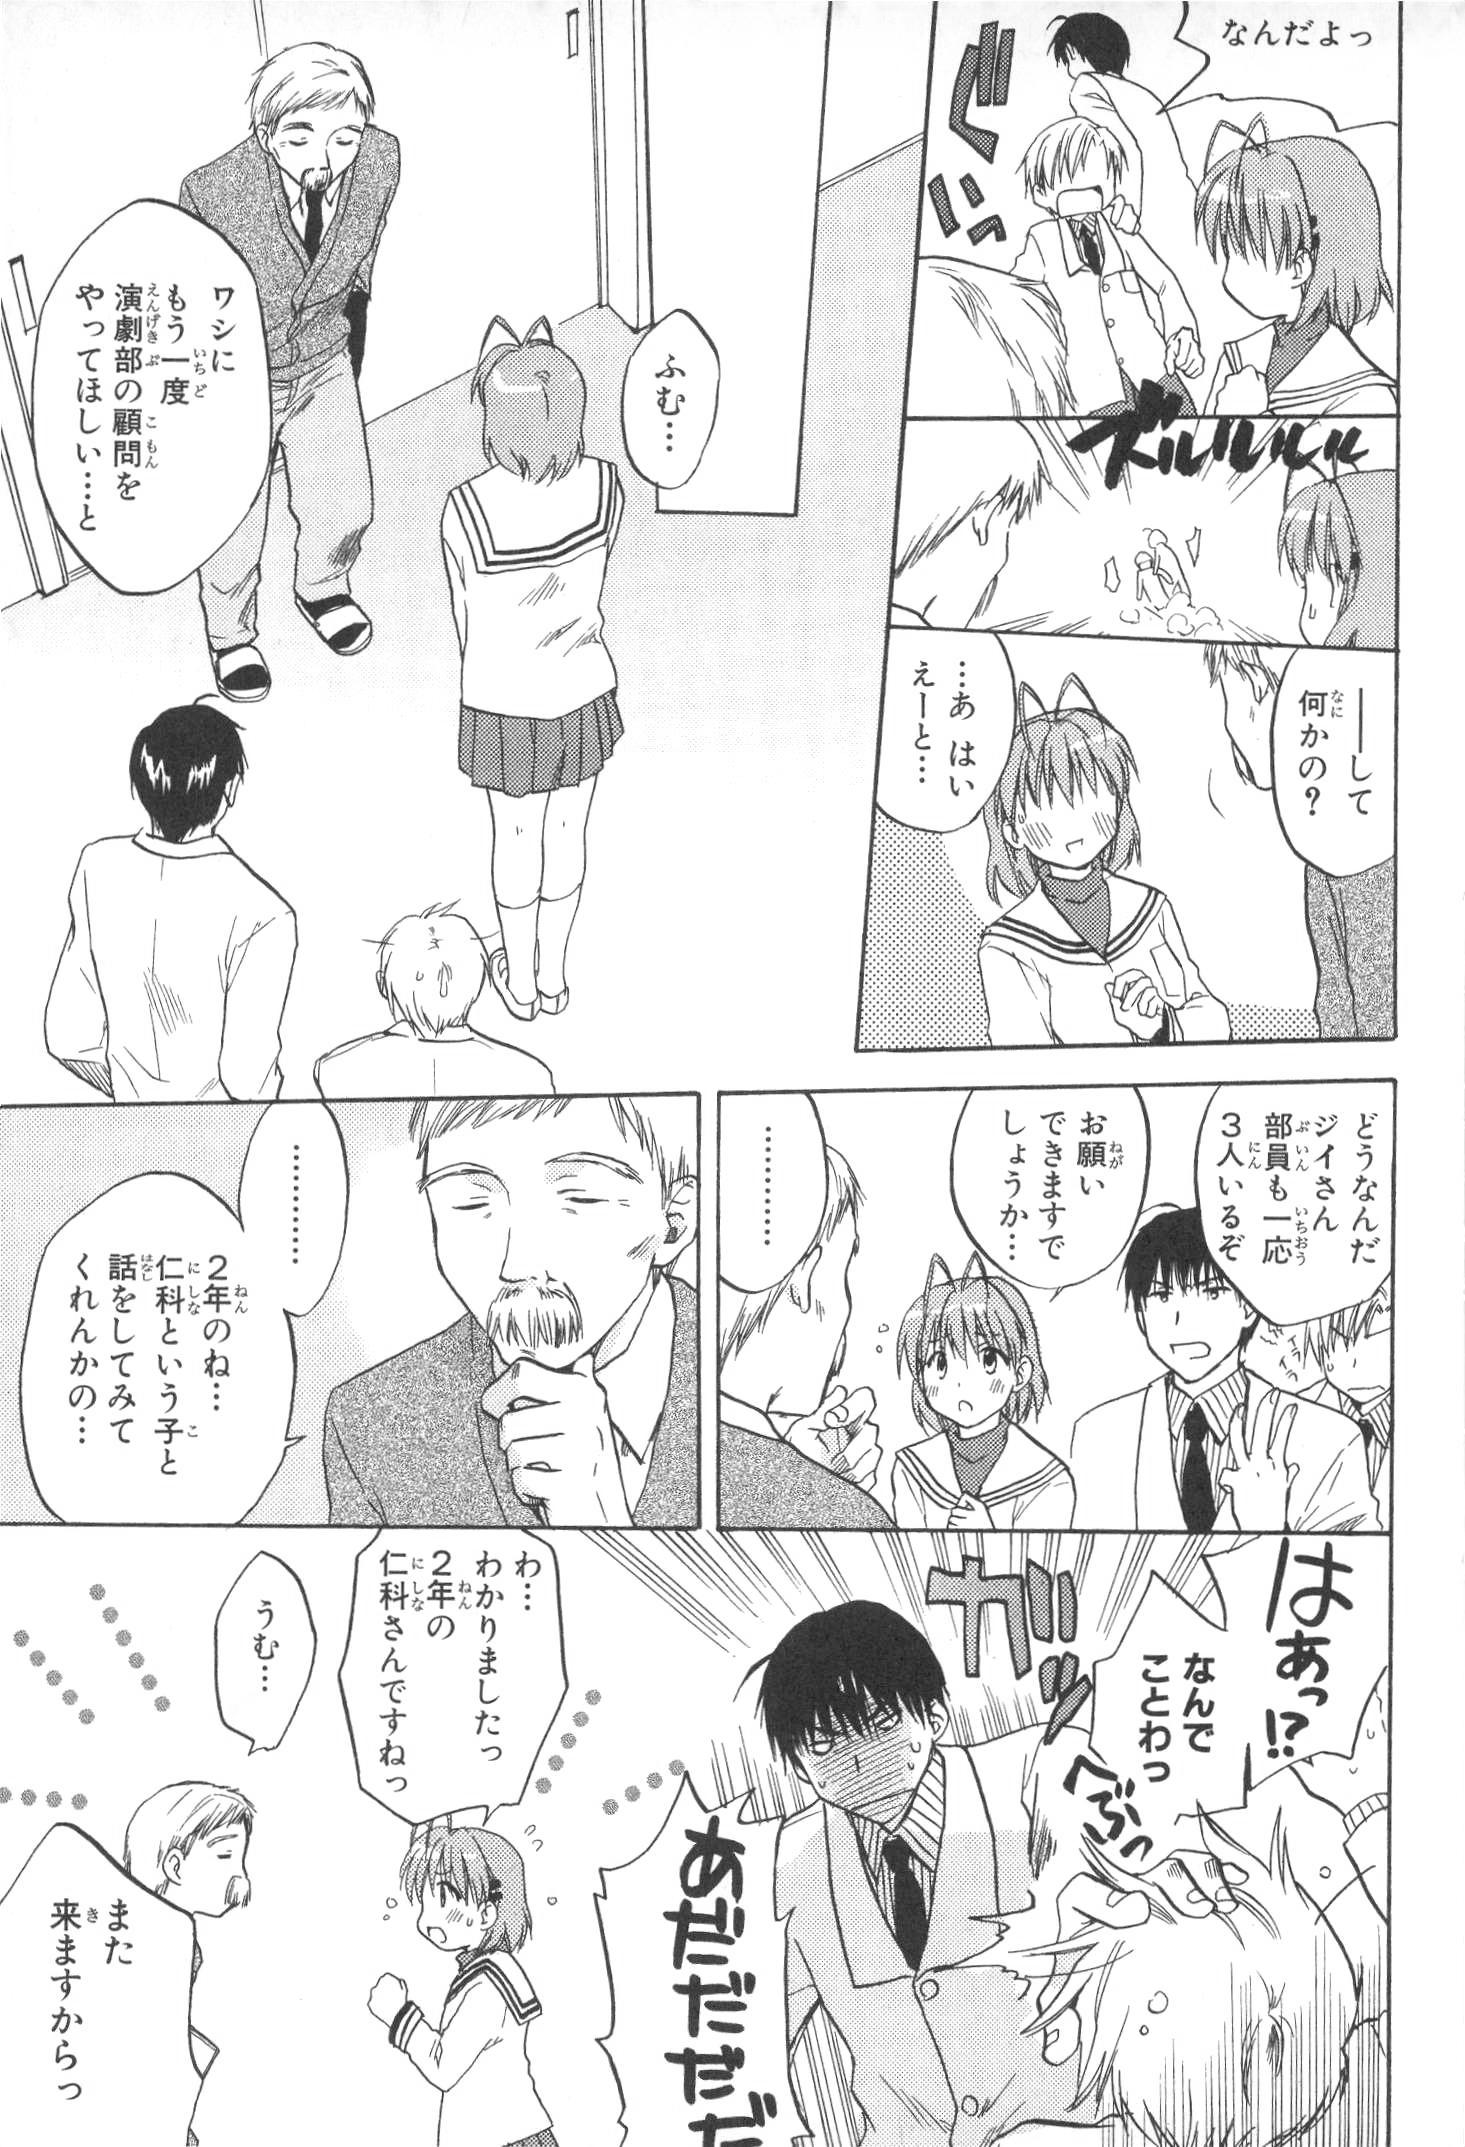 なんだよっ
ぐいっ
ズルルルル
──して
何かの？
…あ はい
えーと…
ふむ…
ワシに
もう一度
演劇部の顧問を
やってほしい…と
どうなんだ
ジイさん
部員も一応
３人いるぞ
お願い
できますで
しょうか…
………
…………
２年のね…
仁科という子と
話をしてみて
くれんかの…
はあっ!?
なんで
ことわっ
ガッ
へぶっ
あだだだだだ
わ…
わかりましたっ
２年の
仁科さんですねっ
うむ…
また
来ますからっ